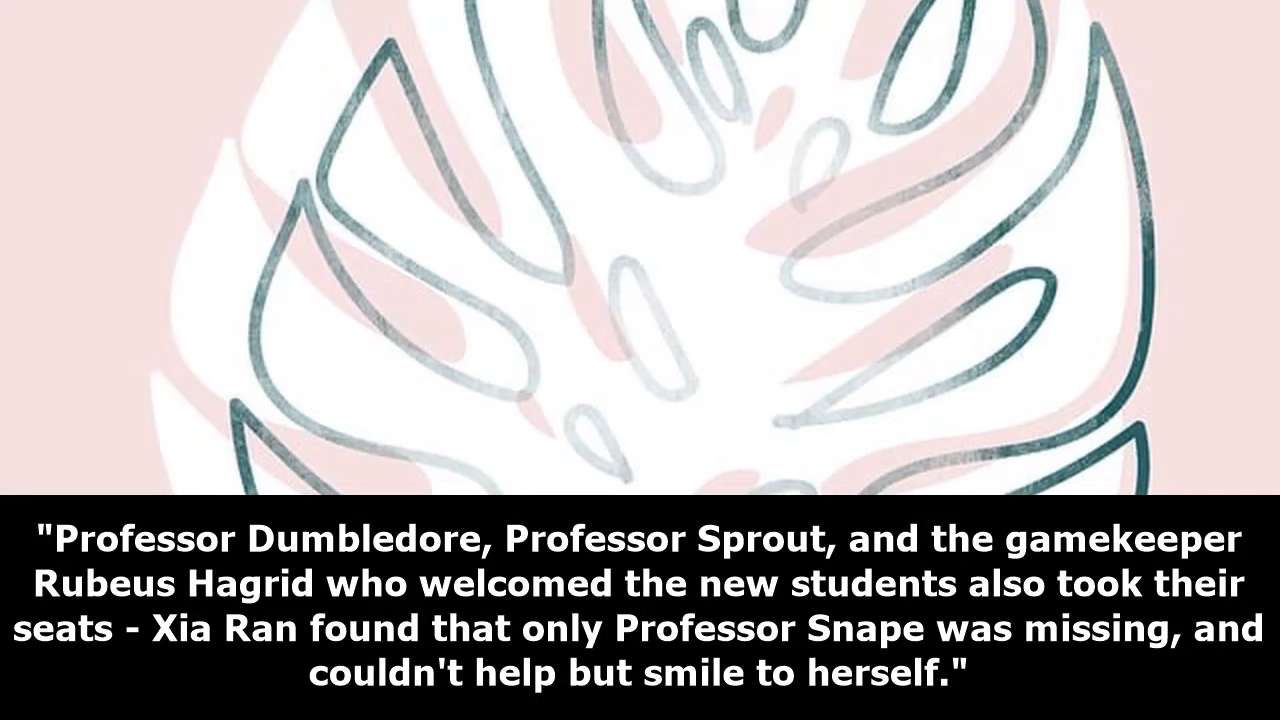 "Professor Dumbledore, Professor Sprout, and the gamekeeper
Rubeus Hagrid who welcomed the new students also took their
seats - Xia Ran found that only Professor Snape was missing, and
couldn't help but smile to herself."